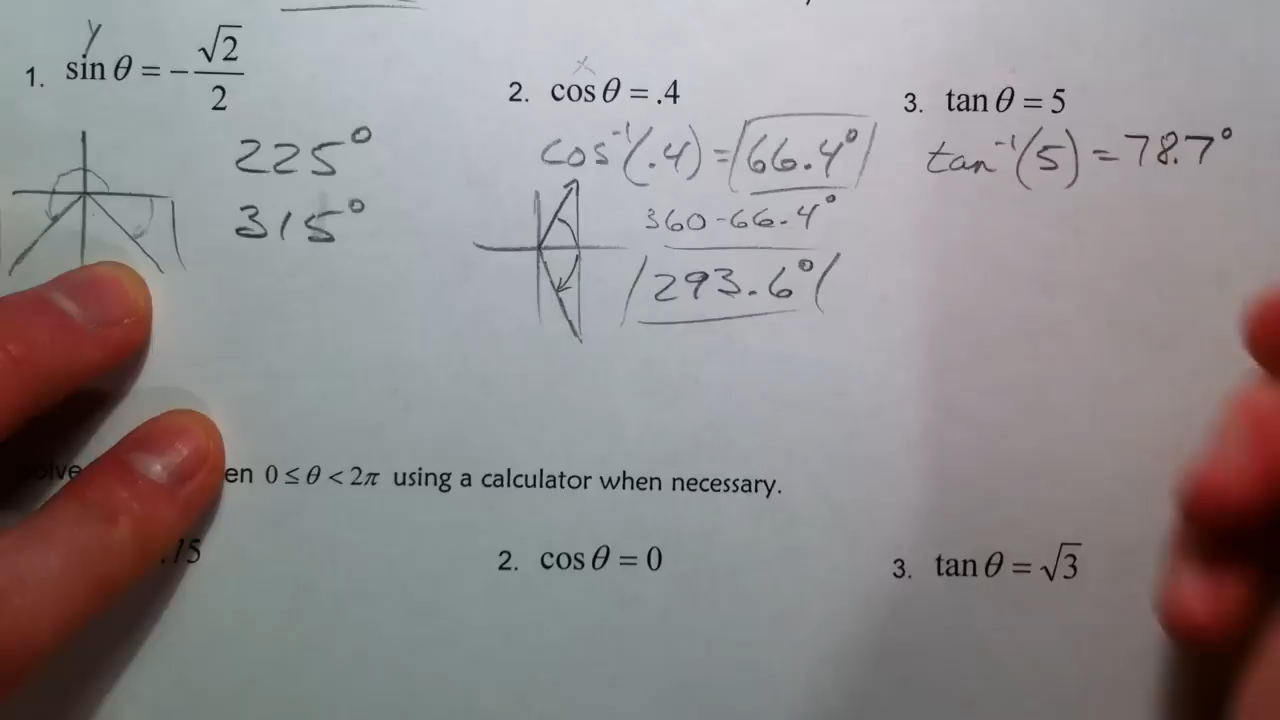 y
1. sin θ = −√2/2
225°
315°
x
2. cos θ = .4
cos⁻¹(.4) = 66.4°
360-66.4°
293.6°
3. tan θ = 5
tan⁻¹(5) = 78.7°
0 ≤ θ < 2π using a calculator when necessary.
.75
2. cos θ = 0
3. tan θ = √3